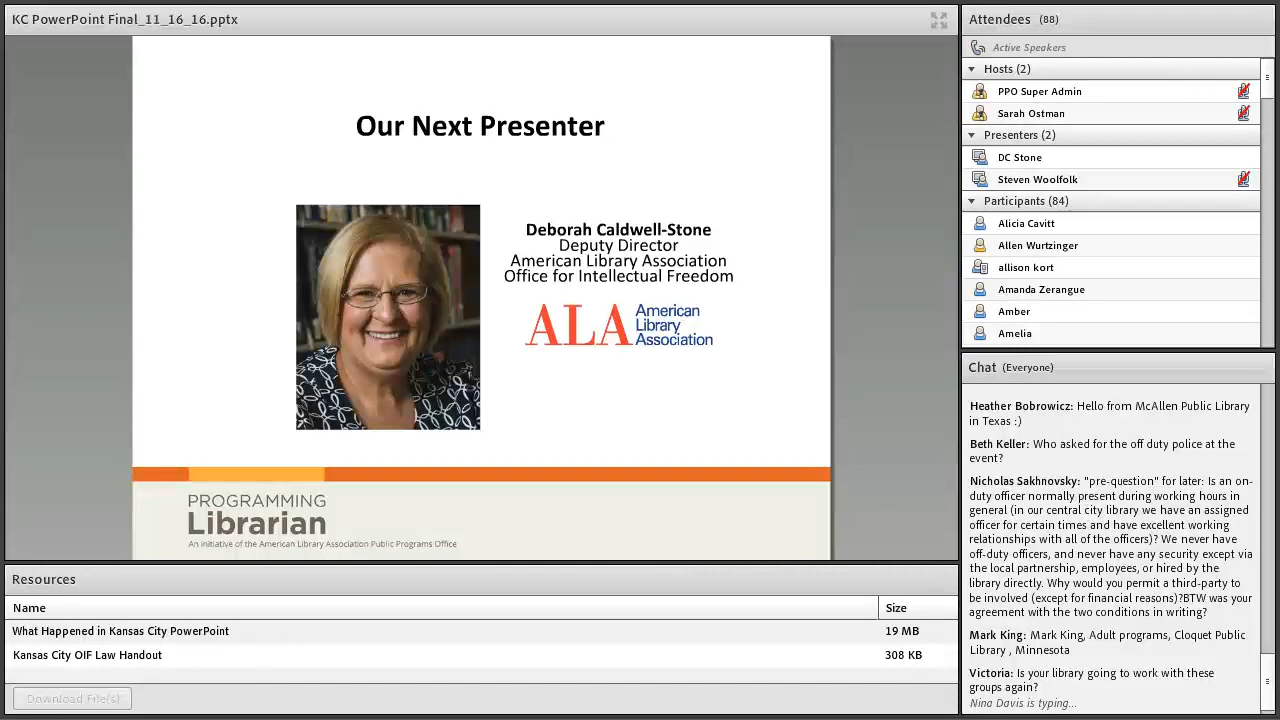 KC PowerPoint Final_11_16_16.pptx
Our Next Presenter
Deborah Caldwell-Stone
Deputy Director
American Library Association
Office for Intellectual Freedom
ALA American
Library
Association
PROGRAMMING
Librarian
An initiative of the American Library Association Public Programs Office
Resources
Name Size
What Happened in Kansas City PowerPoint 19 MB
Kansas City OIF Law Handout 308 KB
Download File(s)
Attendees (88)
Active Speakers
Hosts (2)
PPO Super Admin
Sarah Ostman
Presenters (2)
DC Stone
Steven Woolfolk
Participants (84)
Alicia Cavitt
Allen Wurtzinger
allison kort
Amanda Zerangue
Amber
Amelia
Chat (Everyone)
Heather Bobrowicz: Hello from McAllen Public Library
in Texas :)
Beth Keller: Who asked for the off duty police at the
event?
Nicholas Sakhnovsky: "pre-question" for later: Is an on-
duty officer normally present during working hours in
general (in our central city library we have an assigned
officer for certain times and have excellent working
relationships with all of the officers)? We never have
off-duty officers, and never have any security except via
the local partnership, employees, or hired by the
library directly. Why would you permit a third-party to
be involved (except for financial reasons)?BTW was your
agreement with the two conditions in writing?
Mark King: Mark King, Adult programs, Cloquet Public
Library , Minnesota
Victoria: Is your library going to work with these
groups again?
Nina Davis is typing...